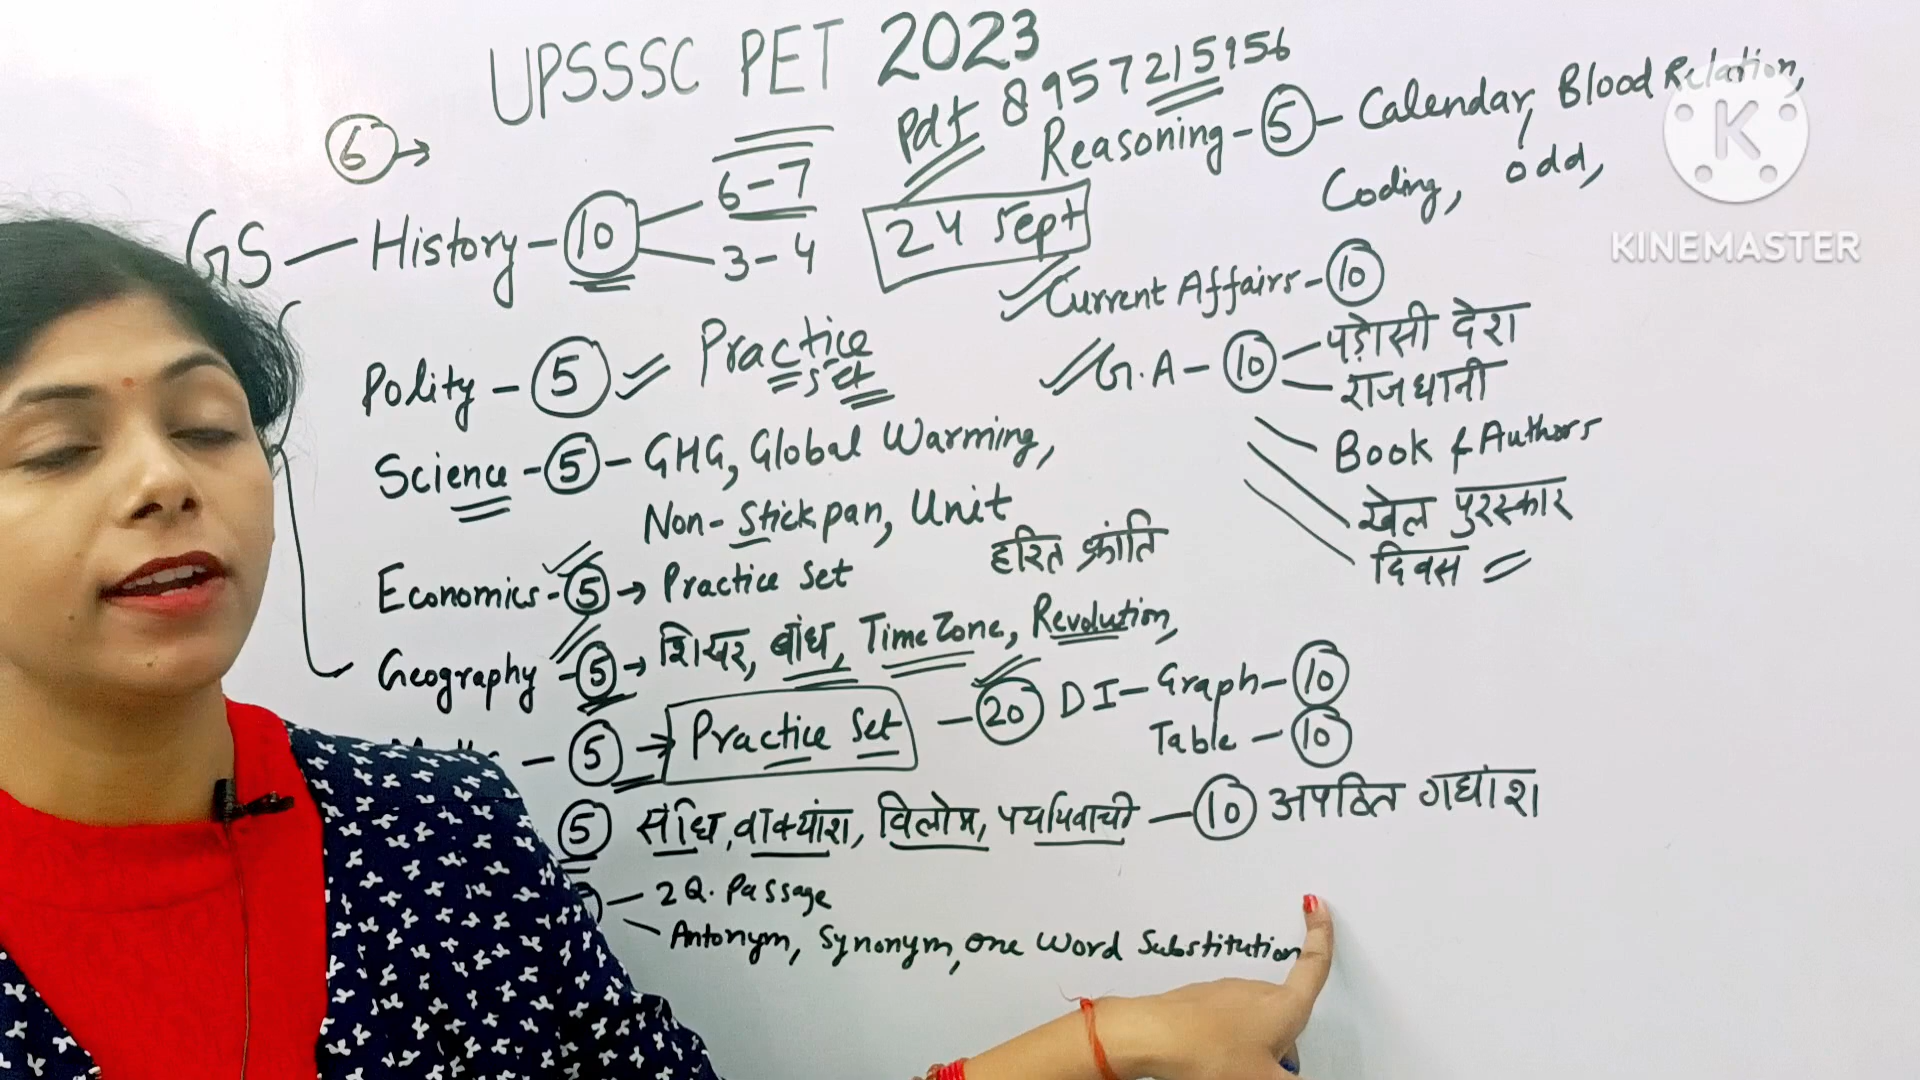 UPSSSC PET 2023
Pdf 8957215956
6 →
GS – History – 10
6 – 7
3 – 4
24 Sept
Reasoning – 5 – Calendar, Blood Relation,
Coding, odd,
KINEMASTER
Current Affairs – 10
Polity – 5 Practice set
G.A – 10 – पड़ोसी देश
राजधानी
Book & Authors
खेल पुरस्कार
दिवस
Science – 5 – GHG, Global Warming,
Non-Stick pan, Unit
Economics – 5 → Practice Set
हरित क्रांति
Geography – 5 → शिखर, बांध, Time Zone, Revolution,
– 5 → Practice Set – 20 DI – Graph – 10
Table – 10
5 संधि, वाक्यांश, विलोम, पर्यायवाची – 10 अपठित गद्यांश
2 Q. Passage
Antonym, Synonym, one word Substitution